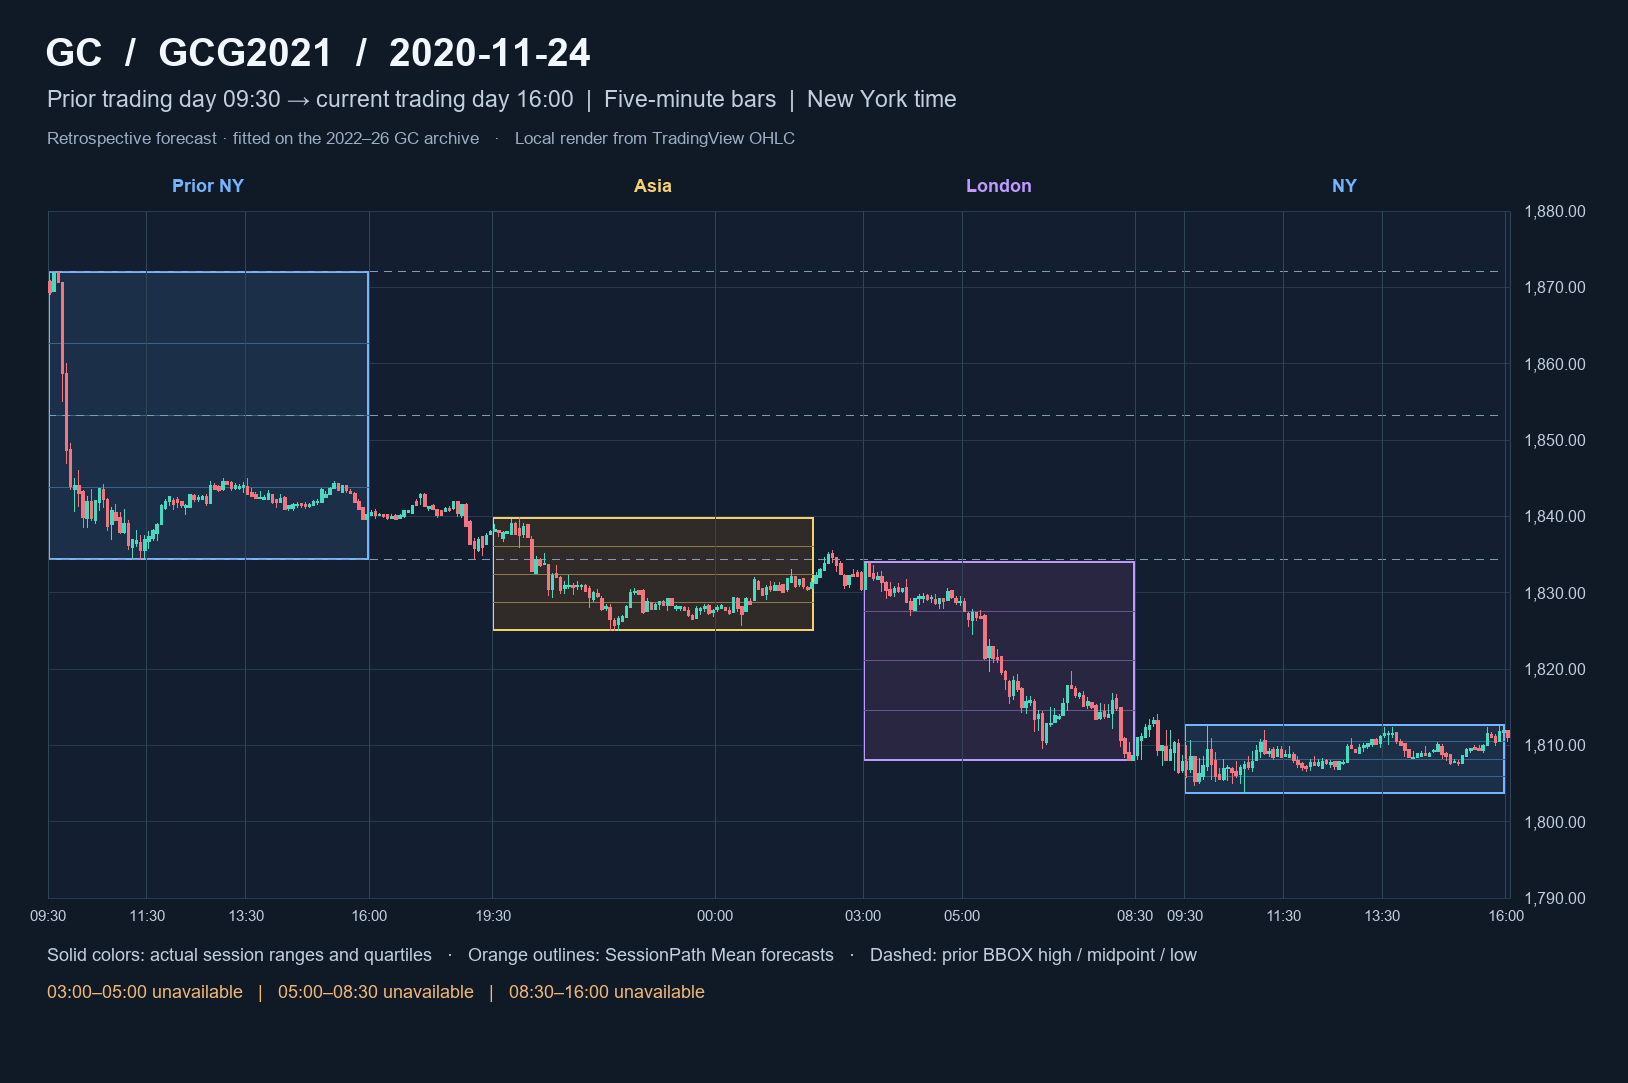 GC / GCG2021 / 2020-11-24
Prior trading day 09:30 → current trading day 16:00 | Five-minute bars | New York time
Retrospective forecast · fitted on the 2022–26 GC archive · Local render from TradingView OHLC
Prior NY Asia London NY
1,880.00
1,870.00
1,860.00
1,850.00
1,840.00
1,830.00
1,820.00
1,810.00
1,800.00
1,790.00
09:30 11:30 13:30 16:00 19:30 00:00 03:00 05:00 08:30 09:30 11:30 13:30 16:00
Solid colors: actual session ranges and quartiles · Orange outlines: SessionPath Mean forecasts · Dashed: prior BBOX high / midpoint / low
03:00–05:00 unavailable | 05:00–08:30 unavailable | 08:30–16:00 unavailable